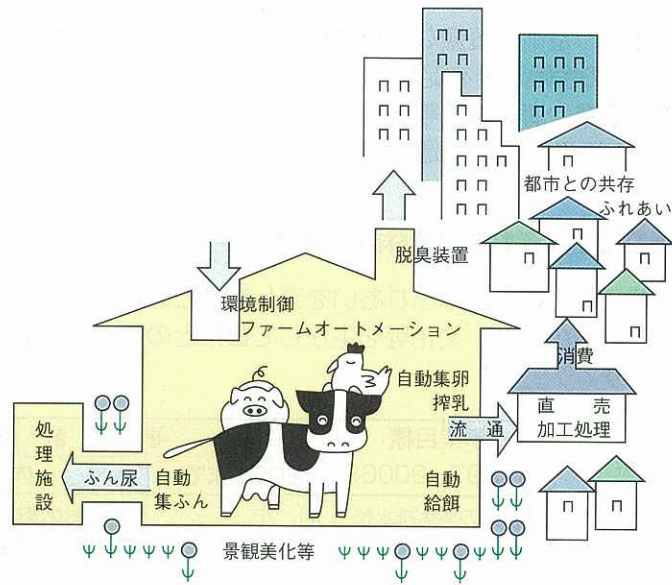 都市との共存
ふれあい
脱臭装置
環境制御
ファームオートメーション
消費
自動集卵
搾乳
流通
直売
加工処理
処理施設
ふん尿
自動
集ふん
自動
給餌
景観美化等